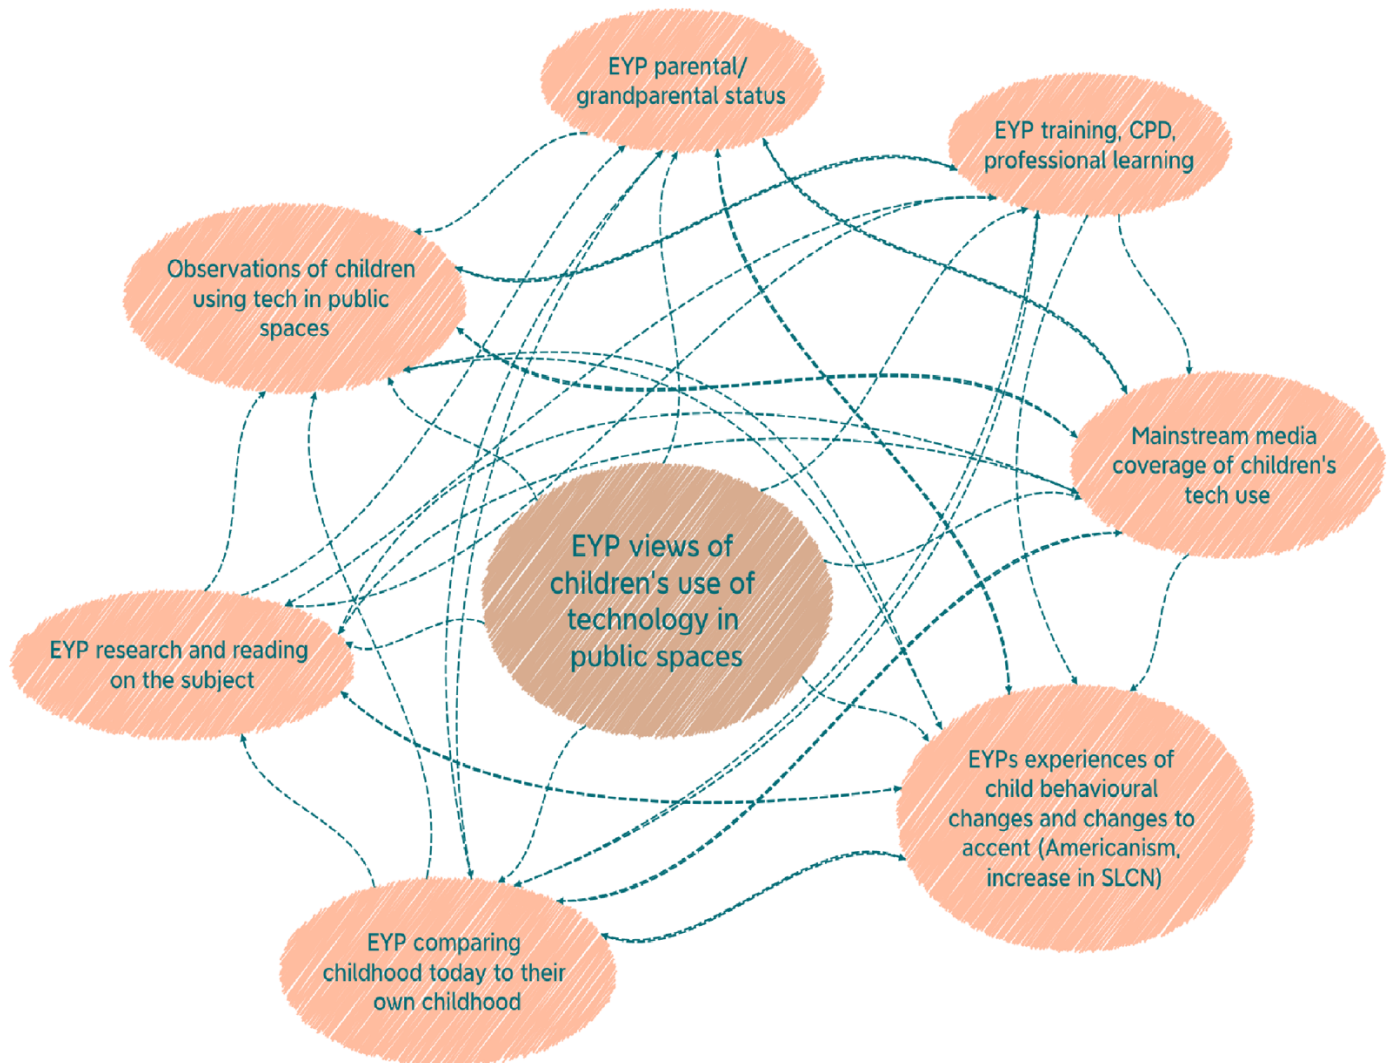 EYP parental/
grandparental status
EYP training, CPD,
professional learning
Observations of children
using tech in public
spaces
Mainstream media
coverage of children's
tech use
EYP views of
children's use of
technology in
public spaces
EYP research and reading
on the subject
EYPs experiences of
child behavioural
changes and changes to
accent (Americanism,
increase in SLCN)
EYP comparing
childhood today to their
own childhood